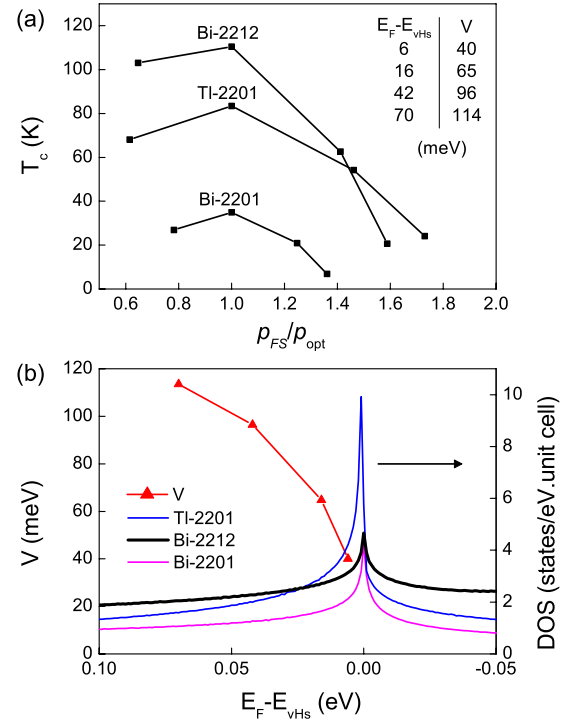 (a)
120
100
80
60
40
20
0
T_c (K)
Bi-2212
Tl-2201
Bi-2201
E_F-E_vHs V
6 40
16 65
42 96
70 114
(meV)
0.6 0.8 1.0 1.2 1.4 1.6 1.8 2.0
p_FS/p_opt
(b)
120
100
80
60
40
20
0
V (meV)
V
Tl-2201
Bi-2212
Bi-2201
10
8
6
4
2
0
DOS (states/eV.unit cell)
0.10 0.05 0.00 -0.05
E_F-E_vHs (eV)